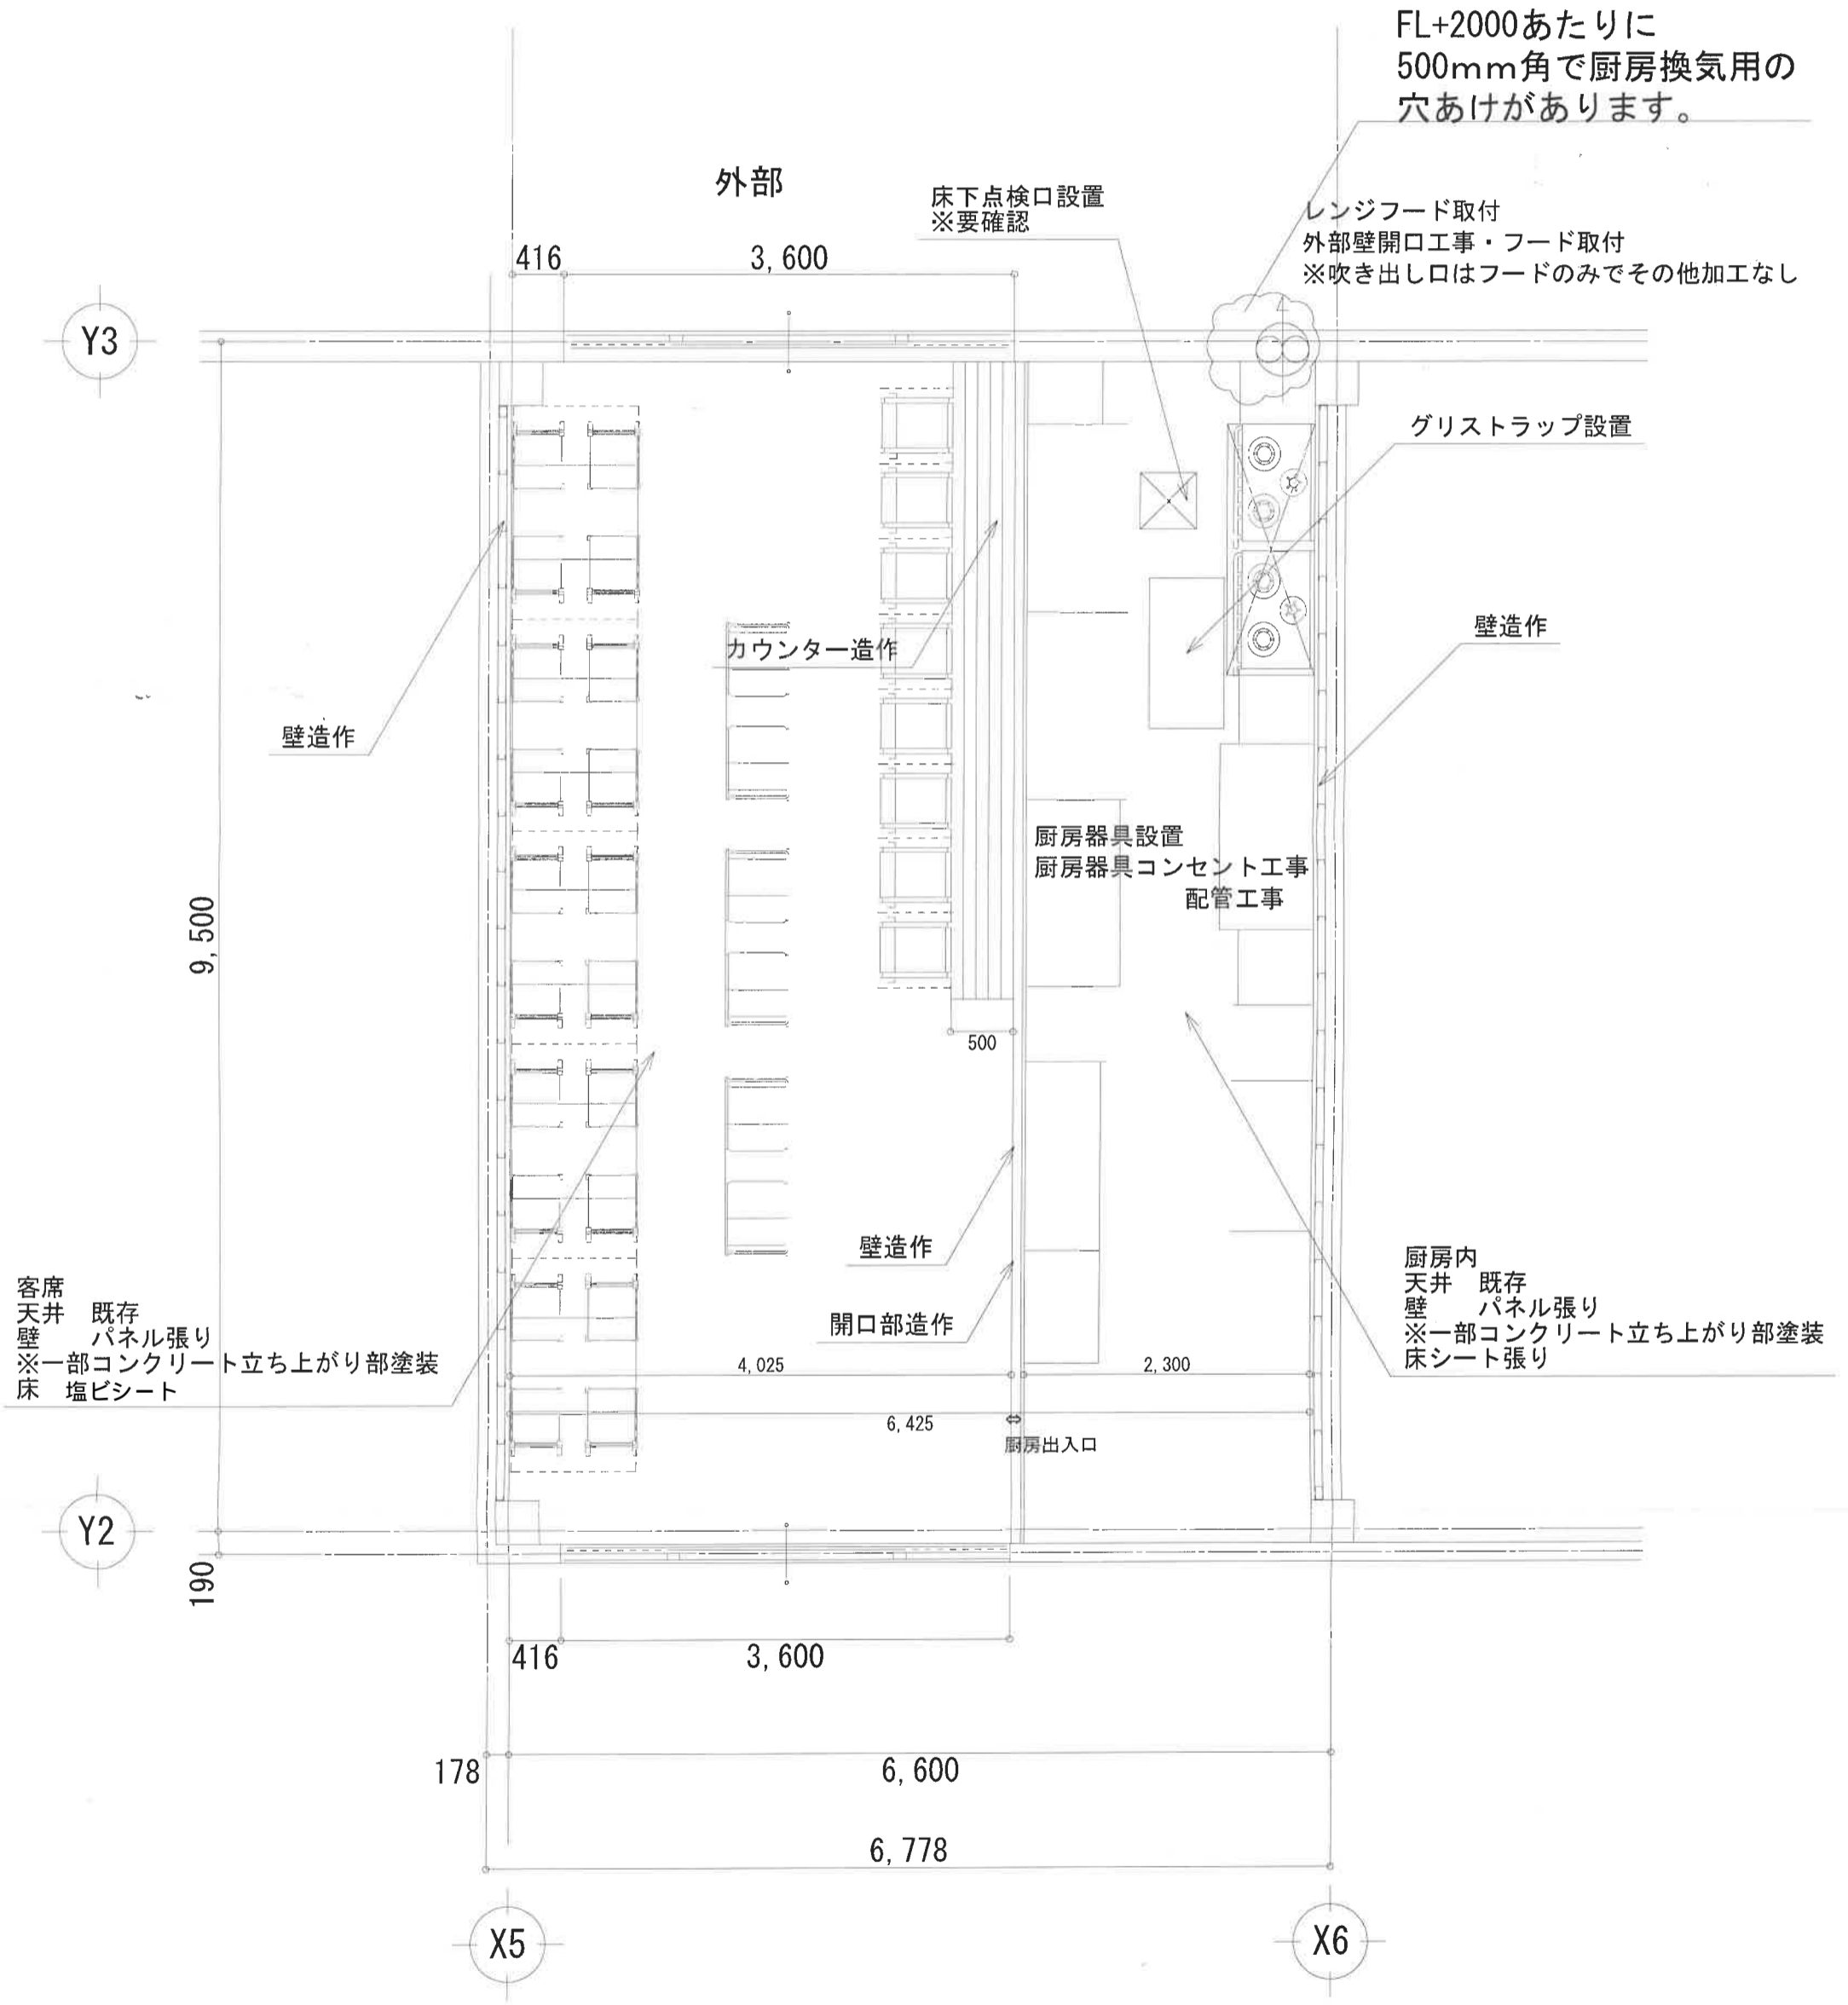 FL+2000あたりに
500mm角で厨房換気用の
穴あけがあります。
外部
床下点検口設置
※要確認
レンジフード取付
外部壁開口工事・フード取付
※吹き出し口はフードのみでその他加工なし
416
3,600
Y3
グリストラップ設置
壁造作
カウンター造作
壁造作
厨房器具設置
厨房器具コンセント工事
配管工事
9,500
500
壁造作
開口部造作
客席
天井 既存
壁 パネル張り
※一部コンクリート立ち上がり部塗装
床 塩ビシート
厨房内
天井 既存
壁 パネル張り
※一部コンクリート立ち上がり部塗装
床シート張り
4,025
2,300
6,425
厨房出入口
Y2
190
416
3,600
178
6,600
6,778
X5
X6